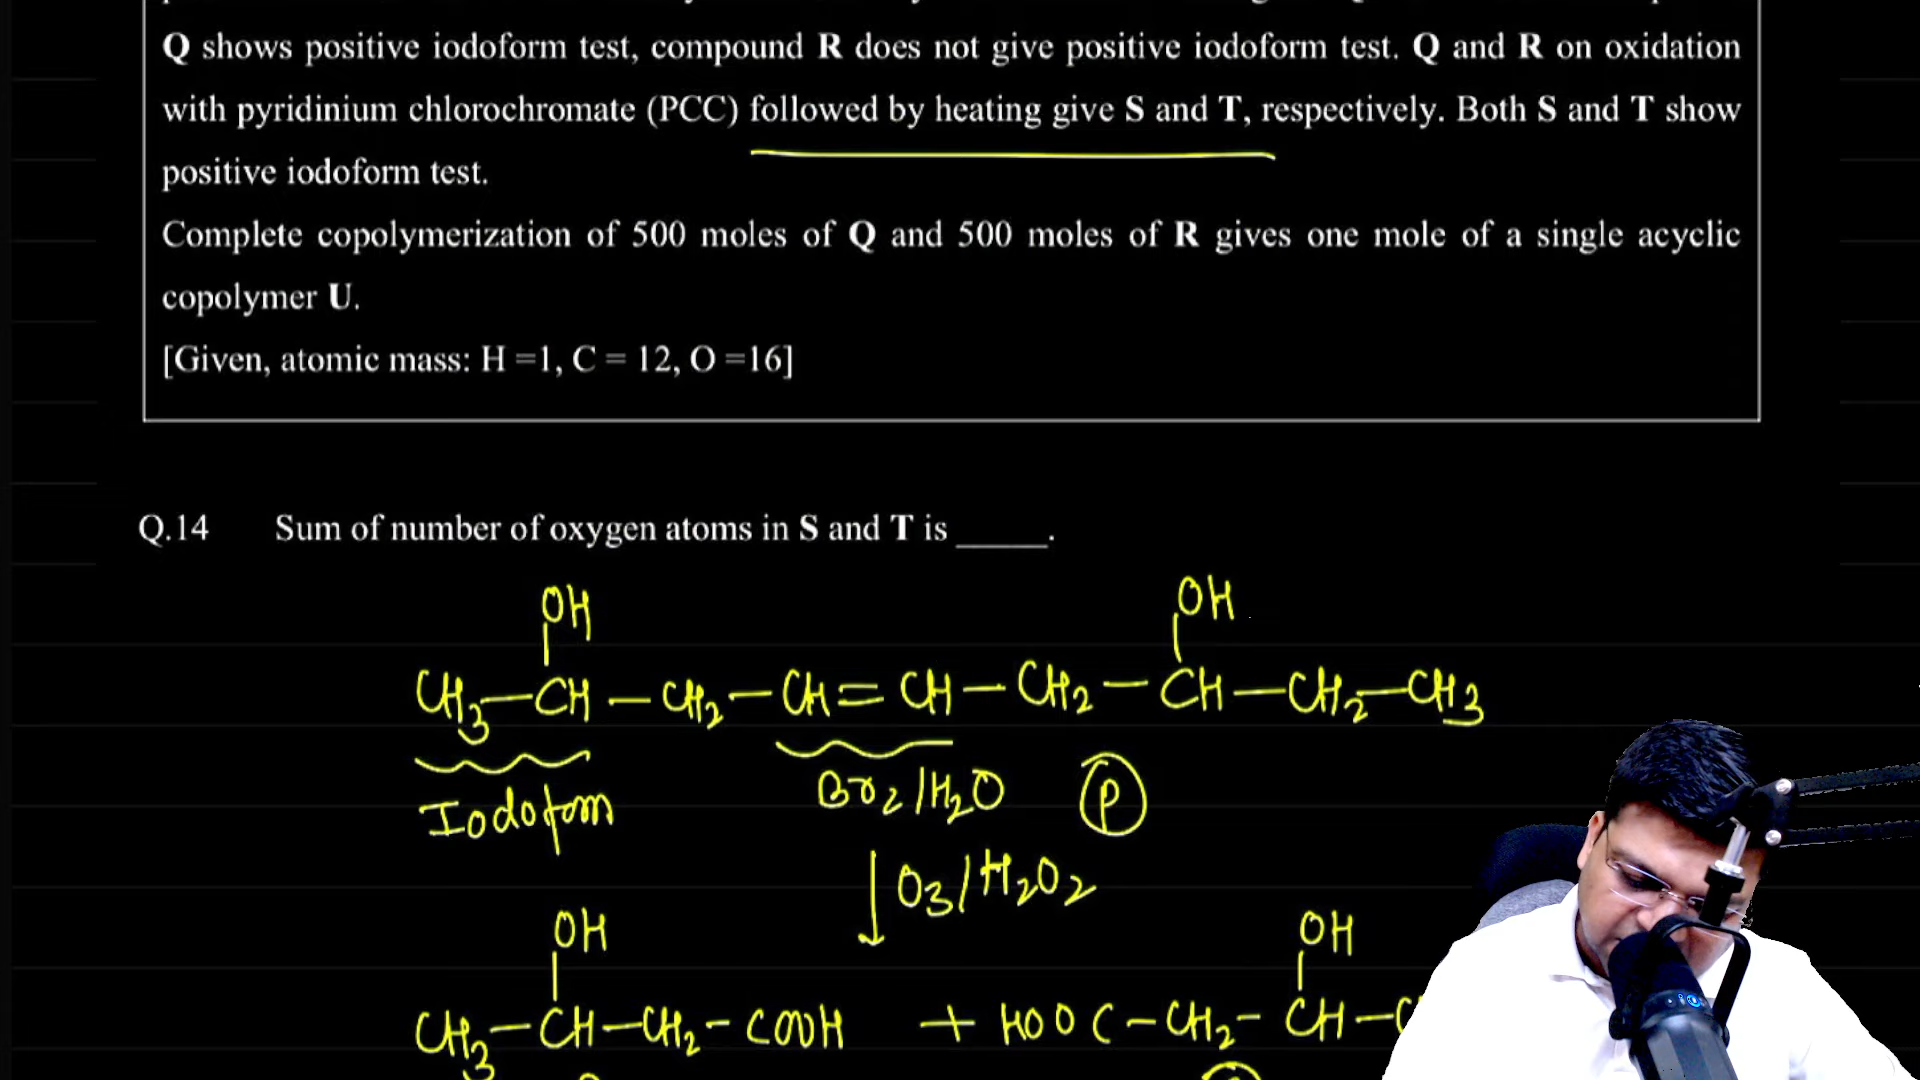 Q shows positive iodoform test, compound R does not give positive iodoform test. Q and R on oxidation
with pyridinium chlorochromate (PCC) followed by heating give S and T, respectively. Both S and T show
positive iodoform test.
Complete copolymerization of 500 moles of Q and 500 moles of R gives one mole of a single acyclic
copolymer U.
[Given, atomic mass: H =1, C = 12, O =16]
Q.14 Sum of number of oxygen atoms in S and T is _____.
OH OH
CH3—CH—CH2—CH=CH—CH2—CH—CH2—CH3
Iodofom Br2/H2O P
O3/H2O2
OH OH
CH3—CH—CH2-COOH + HOOC-CH2-CH-